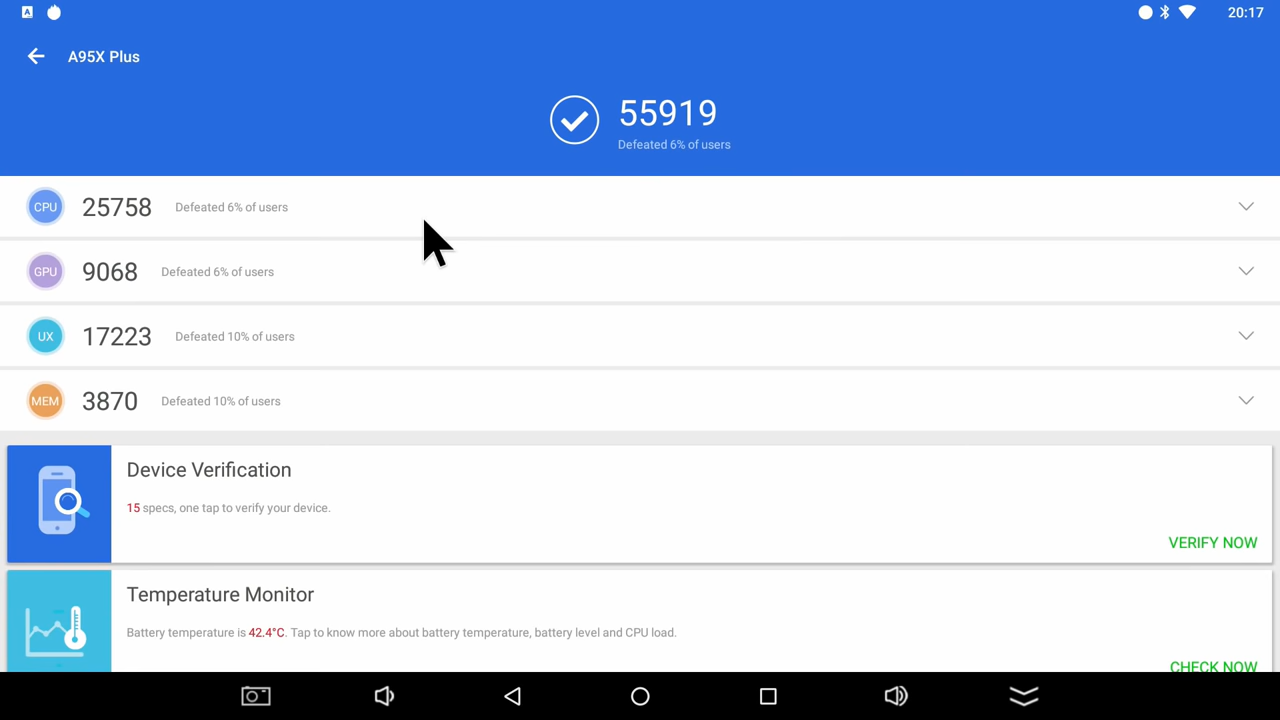 A
20:17
A95X Plus
55919
Defeated 6% of users
CPU 25758 Defeated 6% of users
GPU 9068 Defeated 6% of users
UX 17223 Defeated 10% of users
MEM 3870 Defeated 10% of users
Device Verification
15 specs, one tap to verify your device.
VERIFY NOW
Temperature Monitor
Battery temperature is 42.4°C. Tap to know more about battery temperature, battery level and CPU load.
CHECK NOW